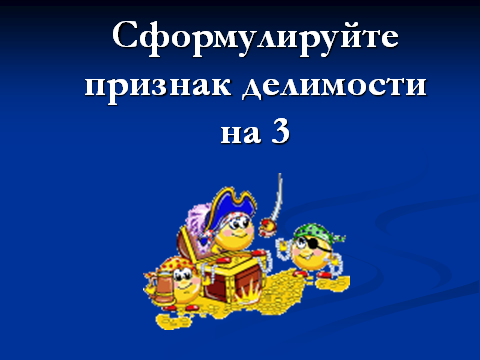 Сформулируйте
признак делимости
на 3